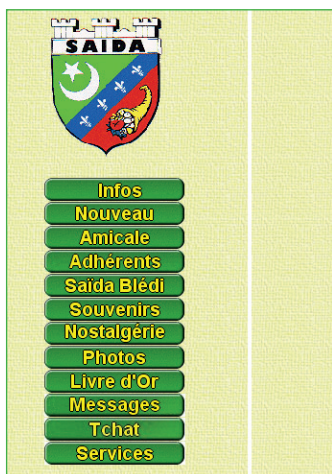 SAIDA
Infos
Nouveau
Amicale
Adhérents
Saïda Blédi
Souvenirs
Nostalgérie
Photos
Livre d'Or
Messages
Tchat
Services